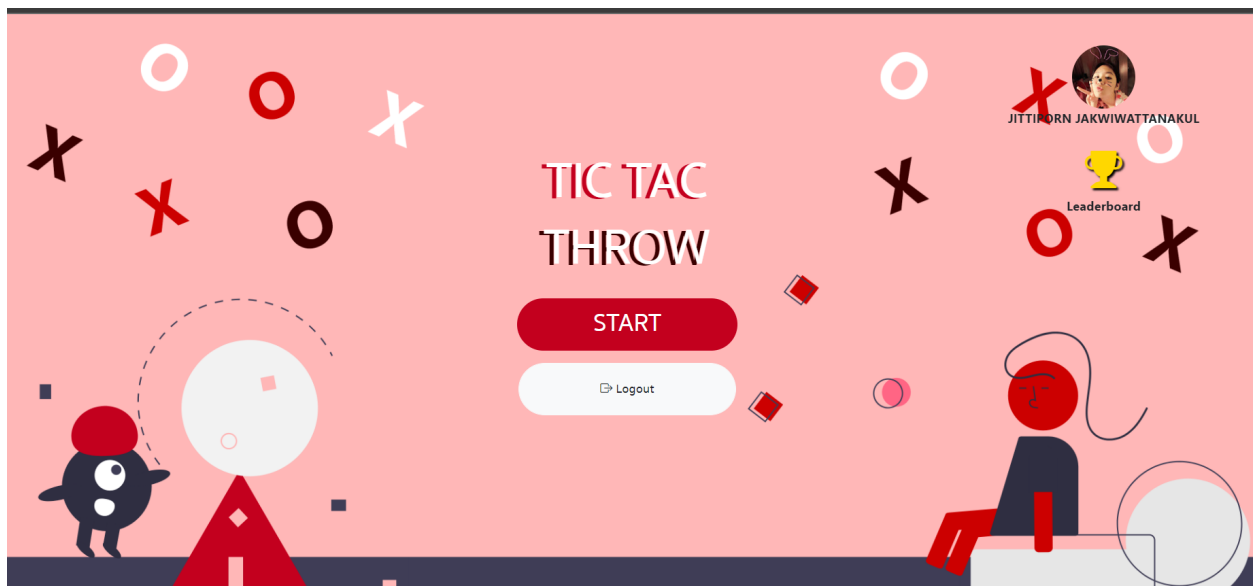 O
O
X
O
X
JITTIPORN JAKWIWATTANAKUL
X
O
TIC TAC
X
X
O
Leaderboard
O
X
THROW
START
Logout